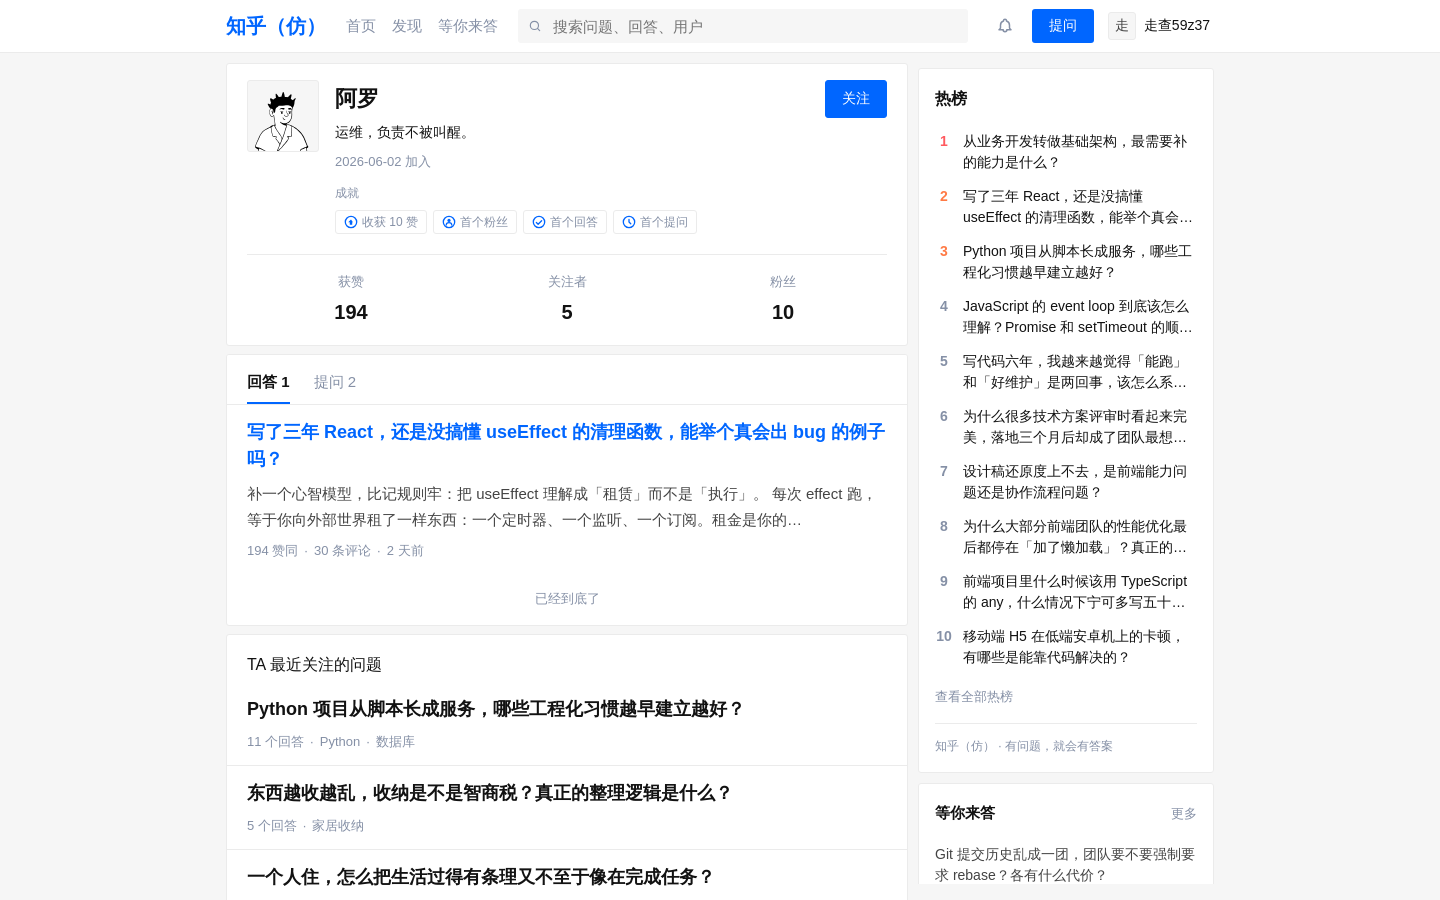 知乎（仿）
首页 发现 等你来答
搜索问题、回答、用户
提问
走 走查59z37
阿罗
关注
运维，负责不被叫醒。
2026-06-02 加入
成就
收获 10 赞 首个粉丝 首个回答 首个提问
获赞 关注者 粉丝
194 5 10
回答 1 提问 2
写了三年 React，还是没搞懂 useEffect 的清理函数，能举个真会出 bug 的例子
吗？
补一个心智模型，比记规则牢：把 useEffect 理解成「租赁」而不是「执行」。 每次 effect 跑，
等于你向外部世界租了一样东西：一个定时器、一个监听、一个订阅。租金是你的…
194 赞同 · 30 条评论 · 2 天前
已经到底了
TA 最近关注的问题
Python 项目从脚本长成服务，哪些工程化习惯越早建立越好？
11 个回答 · Python · 数据库
东西越收越乱，收纳是不是智商税？真正的整理逻辑是什么？
5 个回答 · 家居收纳
一个人住，怎么把生活过得有条理又不至于像在完成任务？
热榜
1 从业务开发转做基础架构，最需要补
的能力是什么？
2 写了三年 React，还是没搞懂
useEffect 的清理函数，能举个真会…
3 Python 项目从脚本长成服务，哪些工
程化习惯越早建立越好？
4 JavaScript 的 event loop 到底该怎么
理解？Promise 和 setTimeout 的顺…
5 写代码六年，我越来越觉得「能跑」
和「好维护」是两回事，该怎么系…
6 为什么很多技术方案评审时看起来完
美，落地三个月后却成了团队最想…
7 设计稿还原度上不去，是前端能力问
题还是协作流程问题？
8 为什么大部分前端团队的性能优化最
后都停在「加了懒加载」？真正的…
9 前端项目里什么时候该用 TypeScript
的 any，什么情况下宁可多写五十…
10 移动端 H5 在低端安卓机上的卡顿，
有哪些是能靠代码解决的？
查看全部热榜
知乎（仿） · 有问题，就会有答案
等你来答 更多
Git 提交历史乱成一团，团队要不要强制要
求 rebase？各有什么代价？